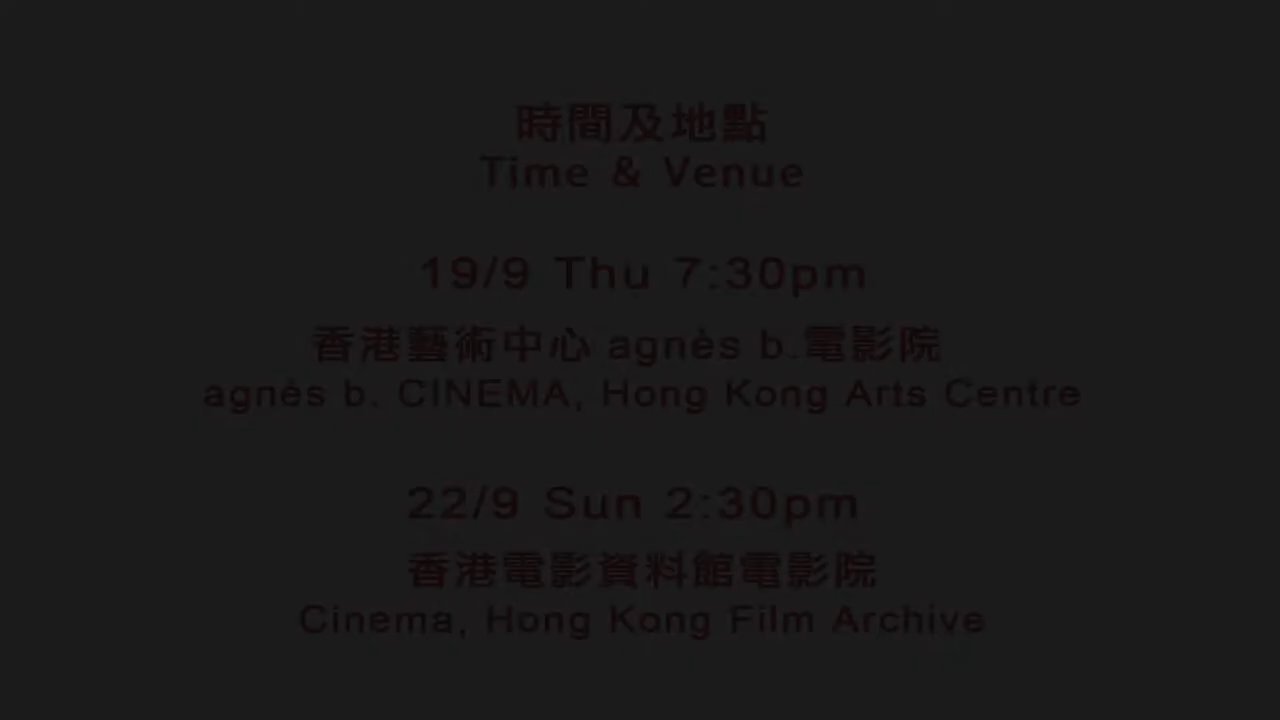 時間及地點
Time & Venue
19/9 Thu 7:30pm
香港藝術中心 agnès b.電影院
agnès b. CINEMA, Hong Kong Arts Centre
22/9 Sun 2:30pm
香港電影資料館電影院
Cinema, Hong Kong Film Archive